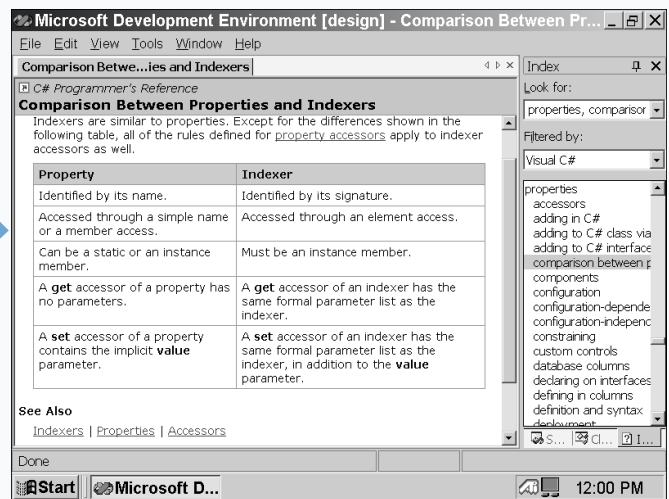 Microsoft Development Environment [design] - Comparison Between Pr...
File Edit View Tools Window Help
Comparison Betwe...ies and Indexers
C# Programmer's Reference
Comparison Between Properties and Indexers
Indexers are similar to properties. Except for the differences shown in the
following table, all of the rules defined for property accessors apply to indexer
accessors as well.
Property Indexer
Identified by its name. Identified by its signature.
Accessed through a simple name
or a member access.
Accessed through an element access.
Can be a static or an instance
member.
Must be an instance member.
A get accessor of a property has
no parameters.
A get accessor of an indexer has the
same formal parameter list as the
indexer.
A set accessor of a property
contains the implicit value
parameter.
A set accessor of an indexer has the
same formal parameter list as the
indexer, in addition to the value
parameter.
See Also
Indexers | Properties | Accessors
Index
Look for:
properties, comparisor
Filtered by:
Visual C#
properties
accessors
adding in C#
adding to C# class via
adding to C# interface
comparison between p
components
configuration
configuration-depende
configuration-independ
constraining
custom controls
database columns
declaring on interfaces
defining in columns
definition and syntax
deployment
S... Cl... I...
Done
Start Microsoft D... 12:00 PM